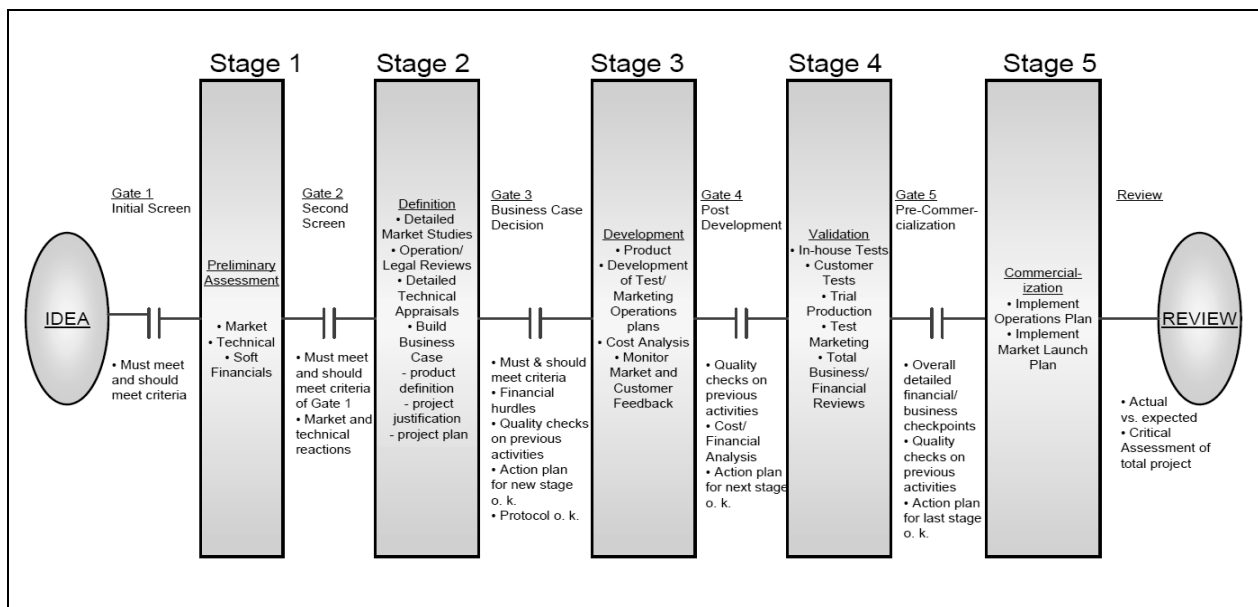 Stage 1
Stage 2
Stage 3
Stage 4
Stage 5
IDEA
Gate 1
Initial Screen
• Must meet
and should
meet criteria
Preliminary
Assessment
• Market
• Technical
• Soft
Financials
Gate 2
Second
Screen
• Must meet
and should
meet criteria
of Gate 1
• Market and
technical
reactions
Definition
• Detailed
Market Studies
• Operation/
Legal Reviews
• Detailed
Technical
Appraisals
• Build
Business
Case
- product
definition
- project
justification
- project plan
Gate 3
Business Case
Decision
• Must & should
meet criteria
• Financial
hurdles
• Quality checks
on previous
activities
• Action plan
for new stage
o. k.
• Protocol o. k.
Development
• Product
• Development
of Test/
Marketing
Operations plans
• Cost Analysis
• Monitor
Market and
Customer
Feedback
Gate 4
Post
Development
• Quality
checks on
previous
activities
• Cost/
Financial
Analysis
• Action plan
for next stage
o. k.
Validation
• In-house Tests
• Customer
Tests
• Trial
Production
• Test
Marketing
• Total
Business/
Financial
Reviews
Gate 5
Pre-Commer-
cialization
• Overall
detailed
financial/
business
checkpoints
• Quality
checks on
previous
activities
• Action plan
for last stage
o. k.
Commercial-
ization
• Implement
Operations Plan
• Implement
Market Launch
Plan
Review
REVIEW
• Actual
vs. expected
• Critical
Assessment of
total project